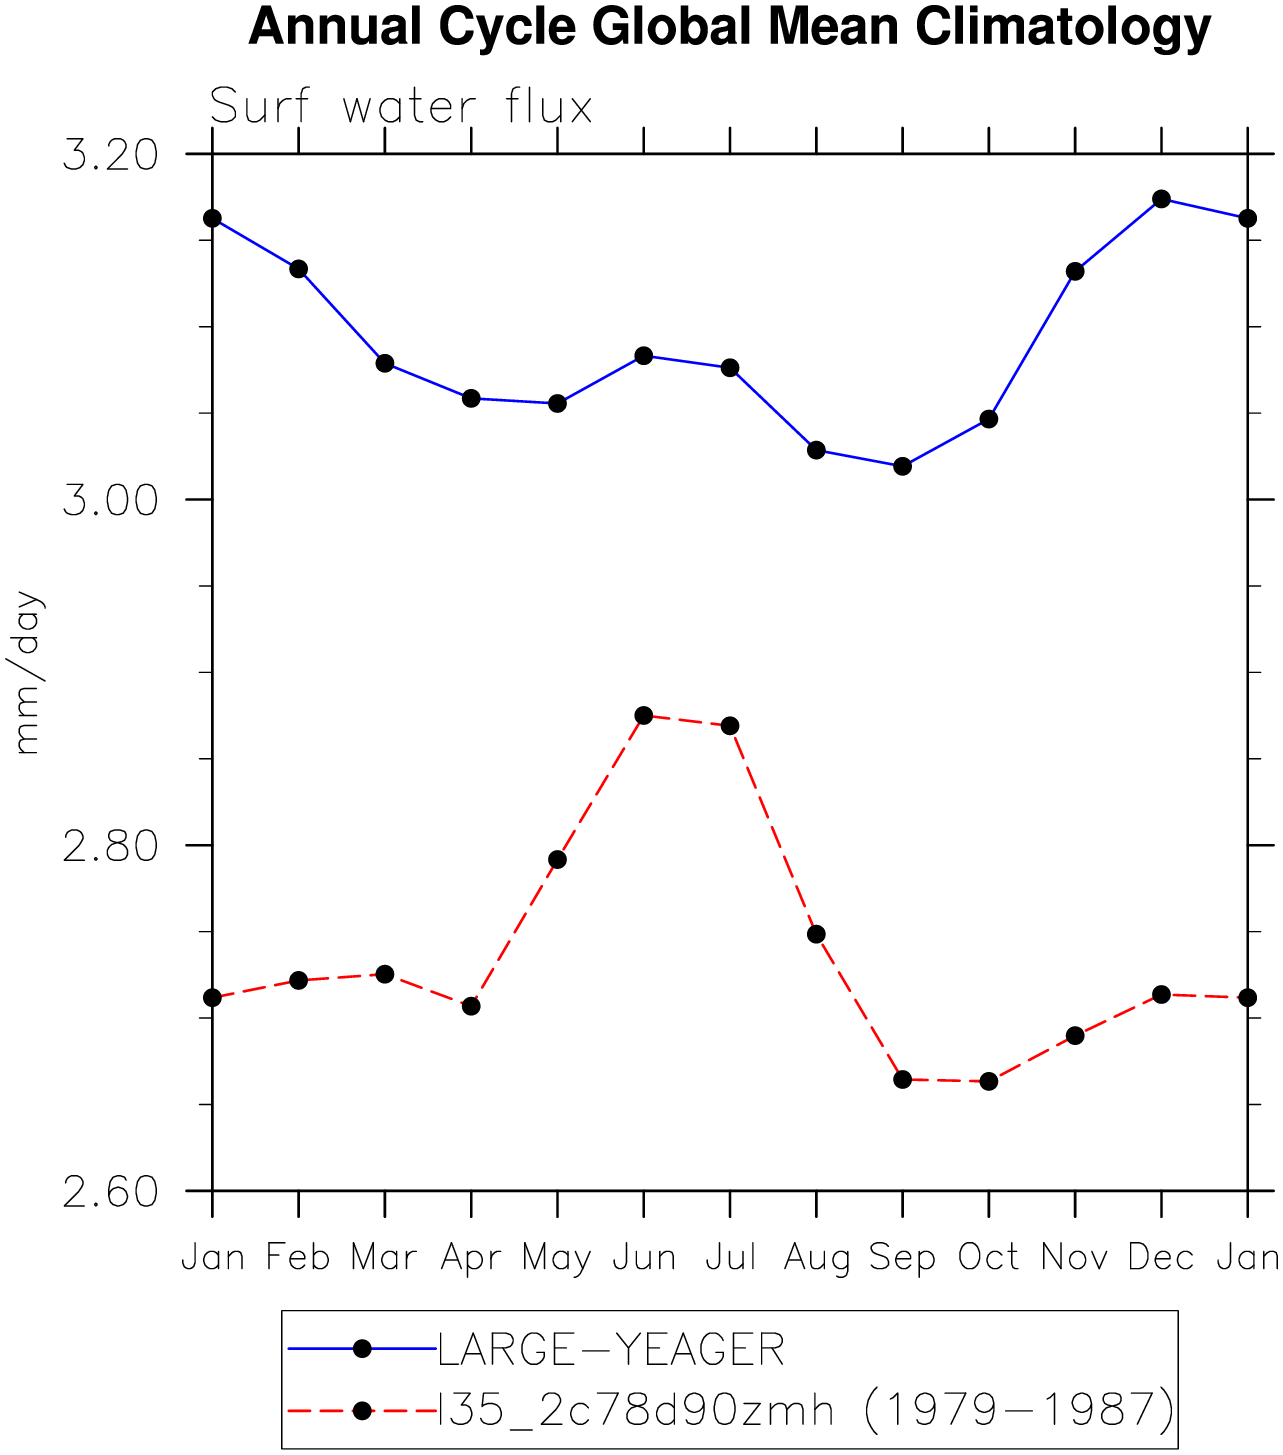 Annual Cycle Global Mean Climatology
Surf water flux
3.20
3.00
2.80
2.60
mm/day
Jan Feb Mar Apr May Jun Jul Aug Sep Oct Nov Dec Jan
LARGE-YEAGER
I35_2c78d90zmh (1979-1987)